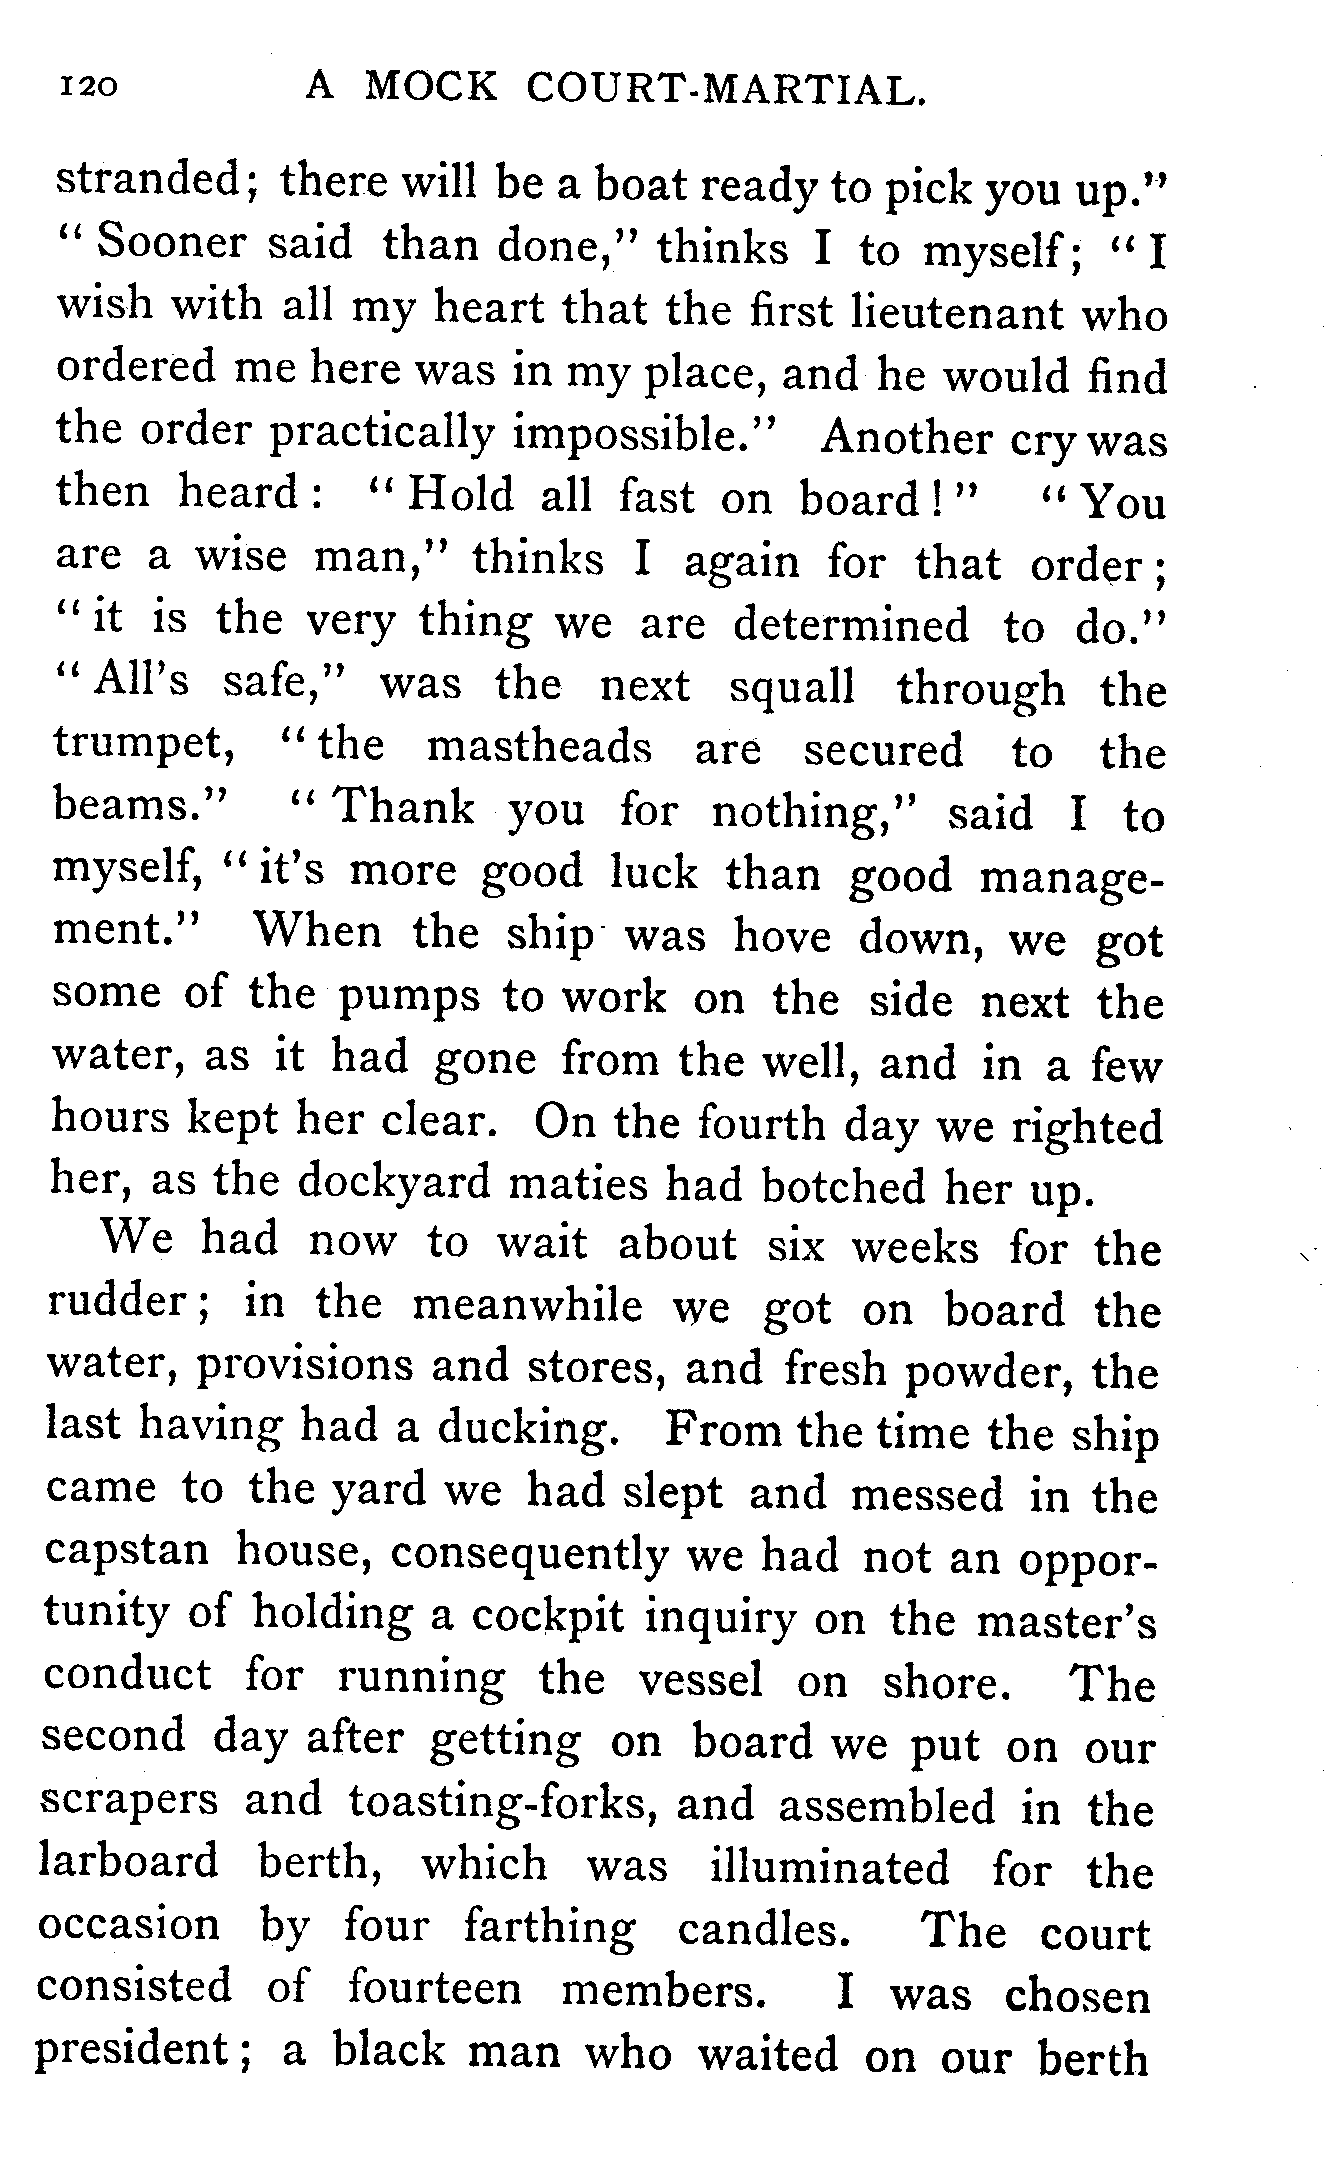 120 A MOCK COURT-MARTIAL.
stranded; there will be a boat ready to pick you up."
"Sooner said than done," thinks I to myself; "I
wish with all my heart that the first lieutenant who
ordered me here was in my place, and he would find
the order practically impossible." Another cry was
then heard: "Hold all fast on board!" "You
are a wise man," thinks I again for that order;
"it is the very thing we are determined to do."
"All's safe," was the next squall through the
trumpet, "the mastheads are secured to the
beams." "Thank you for nothing," said I to
myself, "it's more good luck than good manage-
ment." When the ship was hove down, we got
some of the pumps to work on the side next the
water, as it had gone from the well, and in a few
hours kept her clear. On the fourth day we righted
her, as the dockyard maties had botched her up.
We had now to wait about six weeks for the
rudder; in the meanwhile we got on board the
water, provisions and stores, and fresh powder, the
last having had a ducking. From the time the ship
came to the yard we had slept and messed in the
capstan house, consequently we had not an oppor-
tunity of holding a cockpit inquiry on the master's
conduct for running the vessel on shore. The
second day after getting on board we put on our
scrapers and toasting-forks, and assembled in the
larboard berth, which was illuminated for the
occasion by four farthing candles. The court
consisted of fourteen members. I was chosen
president; a black man who waited on our berth